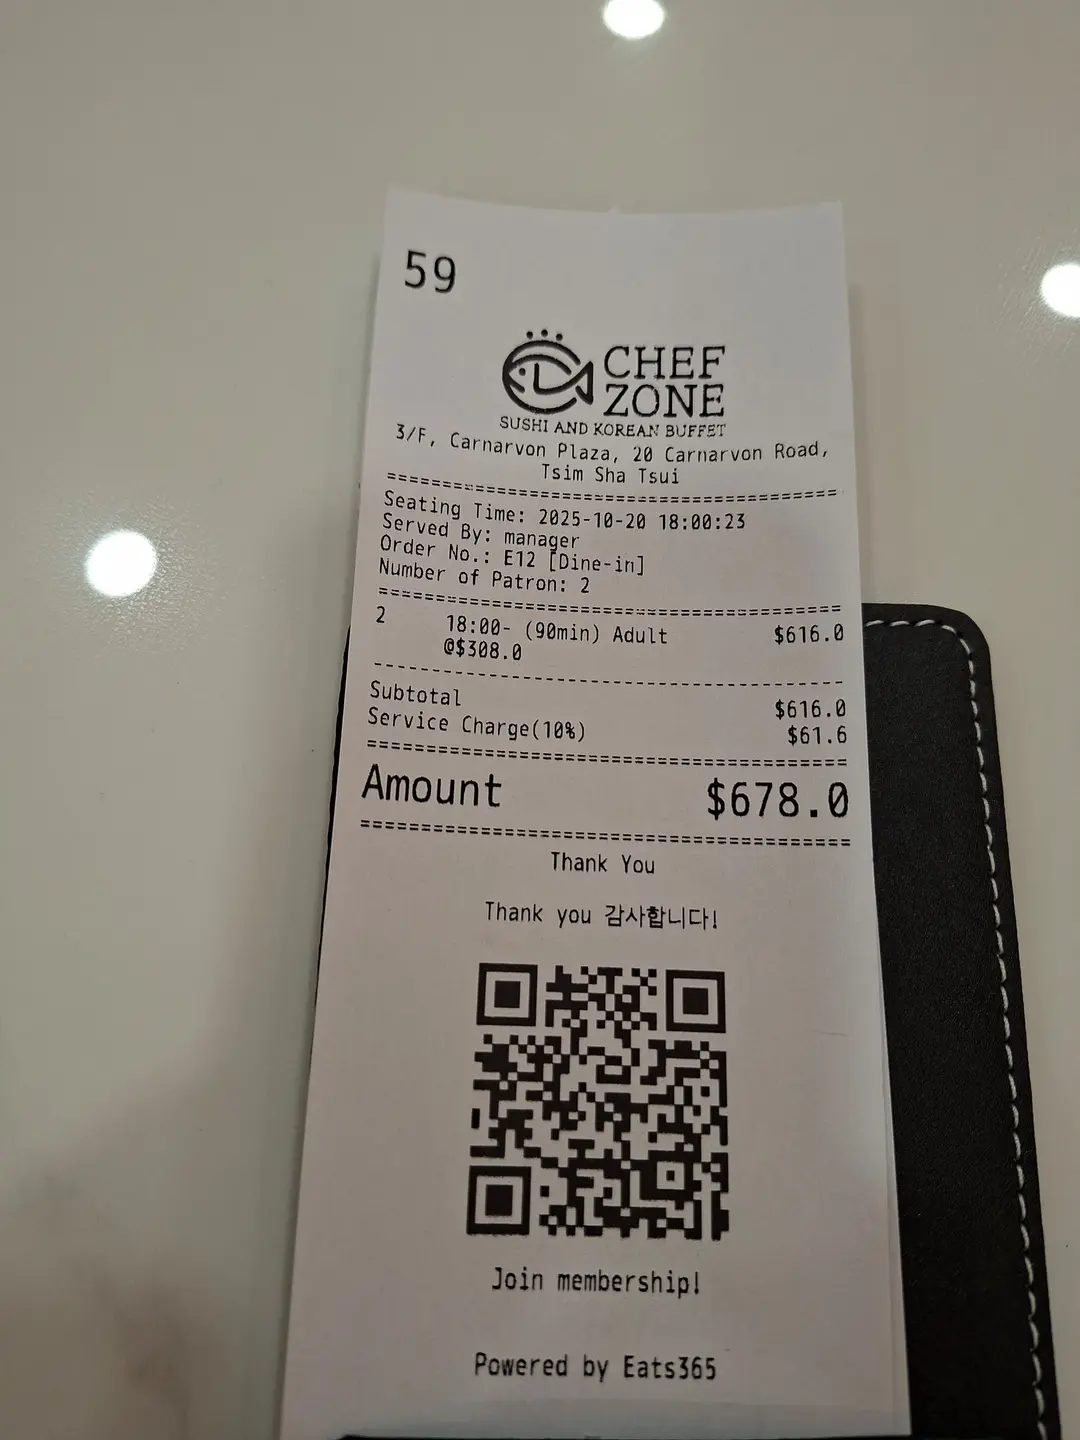 59
CHEF
ZONE
SUSHI AND KOREAN BUFFET
3/F, Carnarvon Plaza, 20 Carnarvon Road,
Tsim Sha Tsui
========================================
Seating Time: 2025-10-20 18:00:23
Served By: manager
Order No.: E12 [Dine-in]
Number of Patron: 2
========================================
2 18:00- (90min) Adult $616.0
@$308.0
----------------------------------------
Subtotal $616.0
Service Charge(10%) $61.6
========================================
Amount $678.0
========================================
Thank You
Thank you 감사합니다!
Join membership!
Powered by Eats365